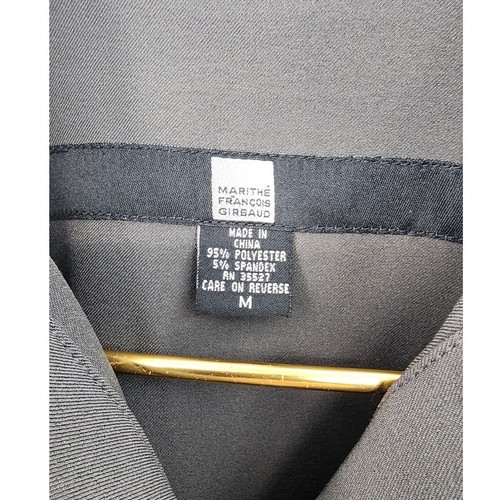 MARITHÉ
+
FRANÇOIS
GIRBAUD
MADE IN
CHINA
95% POLYESTER
5% SPANDEX
RN 35527
CARE ON REVERSE
M